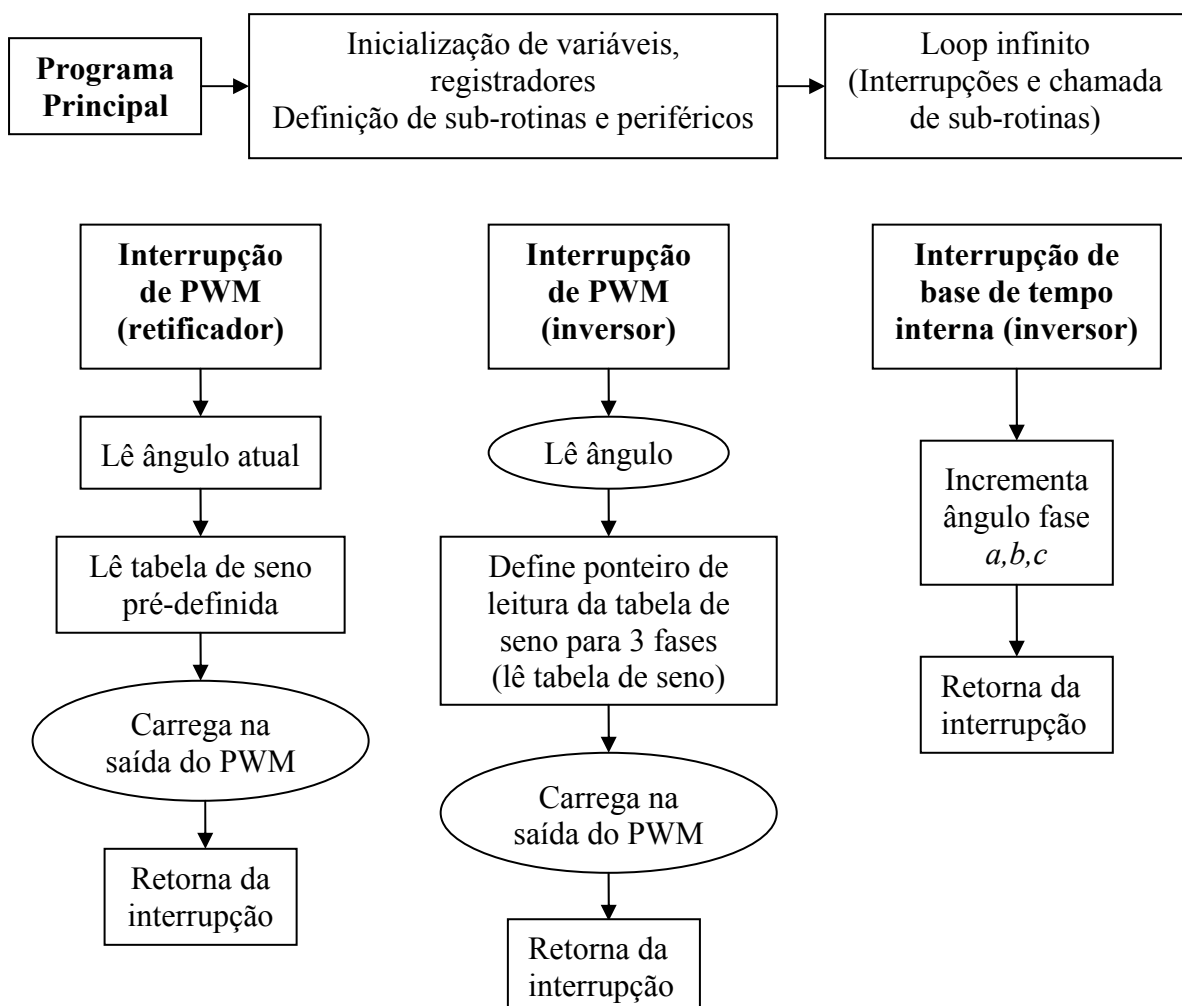 Programa
Principal
Inicialização de variáveis,
registradores
Definição de sub-rotinas e periféricos
Loop infinito
(Interrupções e chamada
de sub-rotinas)
Interrupção
de PWM
(retificador)
Lê ângulo atual
Lê tabela de seno
pré-definida
Carrega na
saída do PWM
Retorna da
interrupção
Interrupção
de PWM
(inversor)
Lê ângulo
Define ponteiro de
leitura da tabela de
seno para 3 fases
(lê tabela de seno)
Carrega na
saída do PWM
Retorna da
interrupção
Interrupção de
base de tempo
interna (inversor)
Incrementa
ângulo fase
a,b,c
Retorna da
interrupção